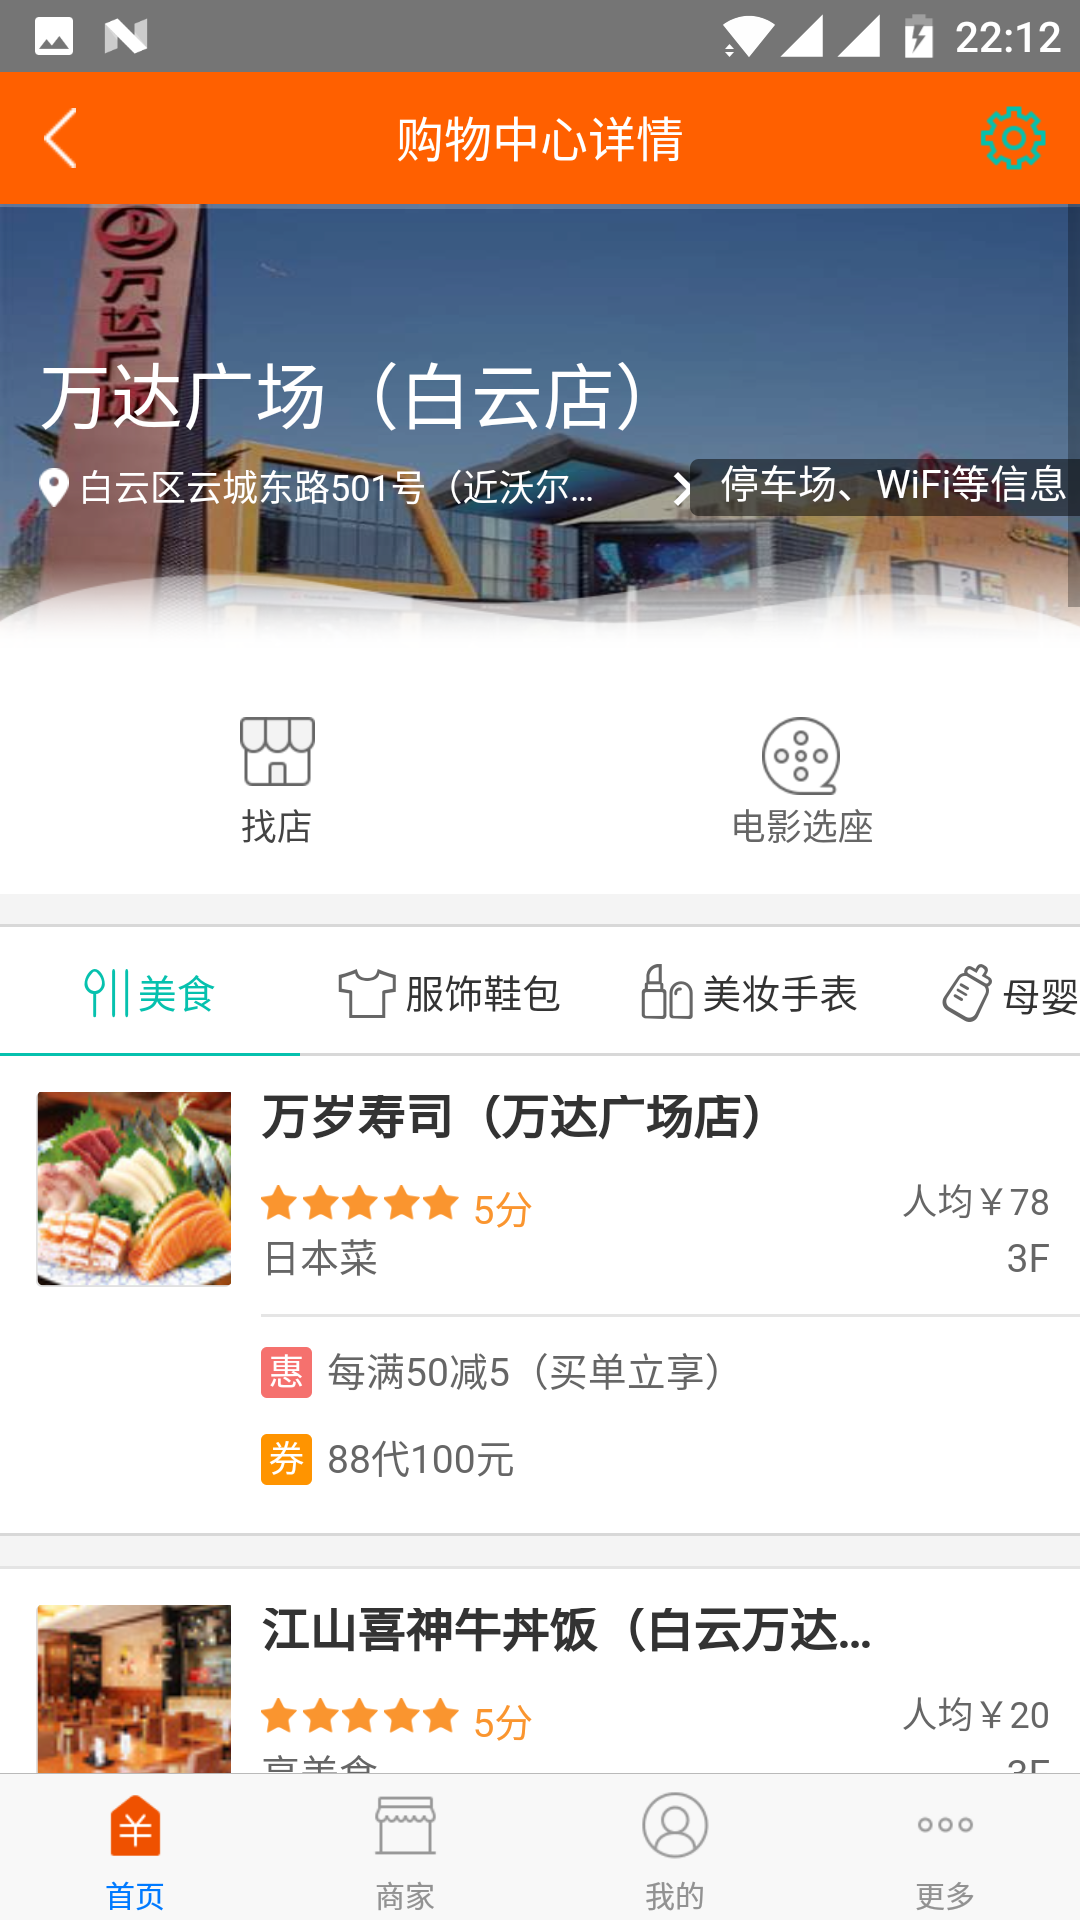 22:12
购物中心详情
万达广场
万达广场（白云店）
白云区云城东路501号（近沃尔...
停车场、WiFi等信息
找店
电影选座
美食 服饰鞋包 美妆手表 母婴
万岁寿司（万达广场店）
5分 人均￥78
日本菜 3F
惠 每满50减5（买单立享）
券 88代100元
江山喜神牛丼饭（白云万达...
5分 人均￥20
首页 商家 我的 更多